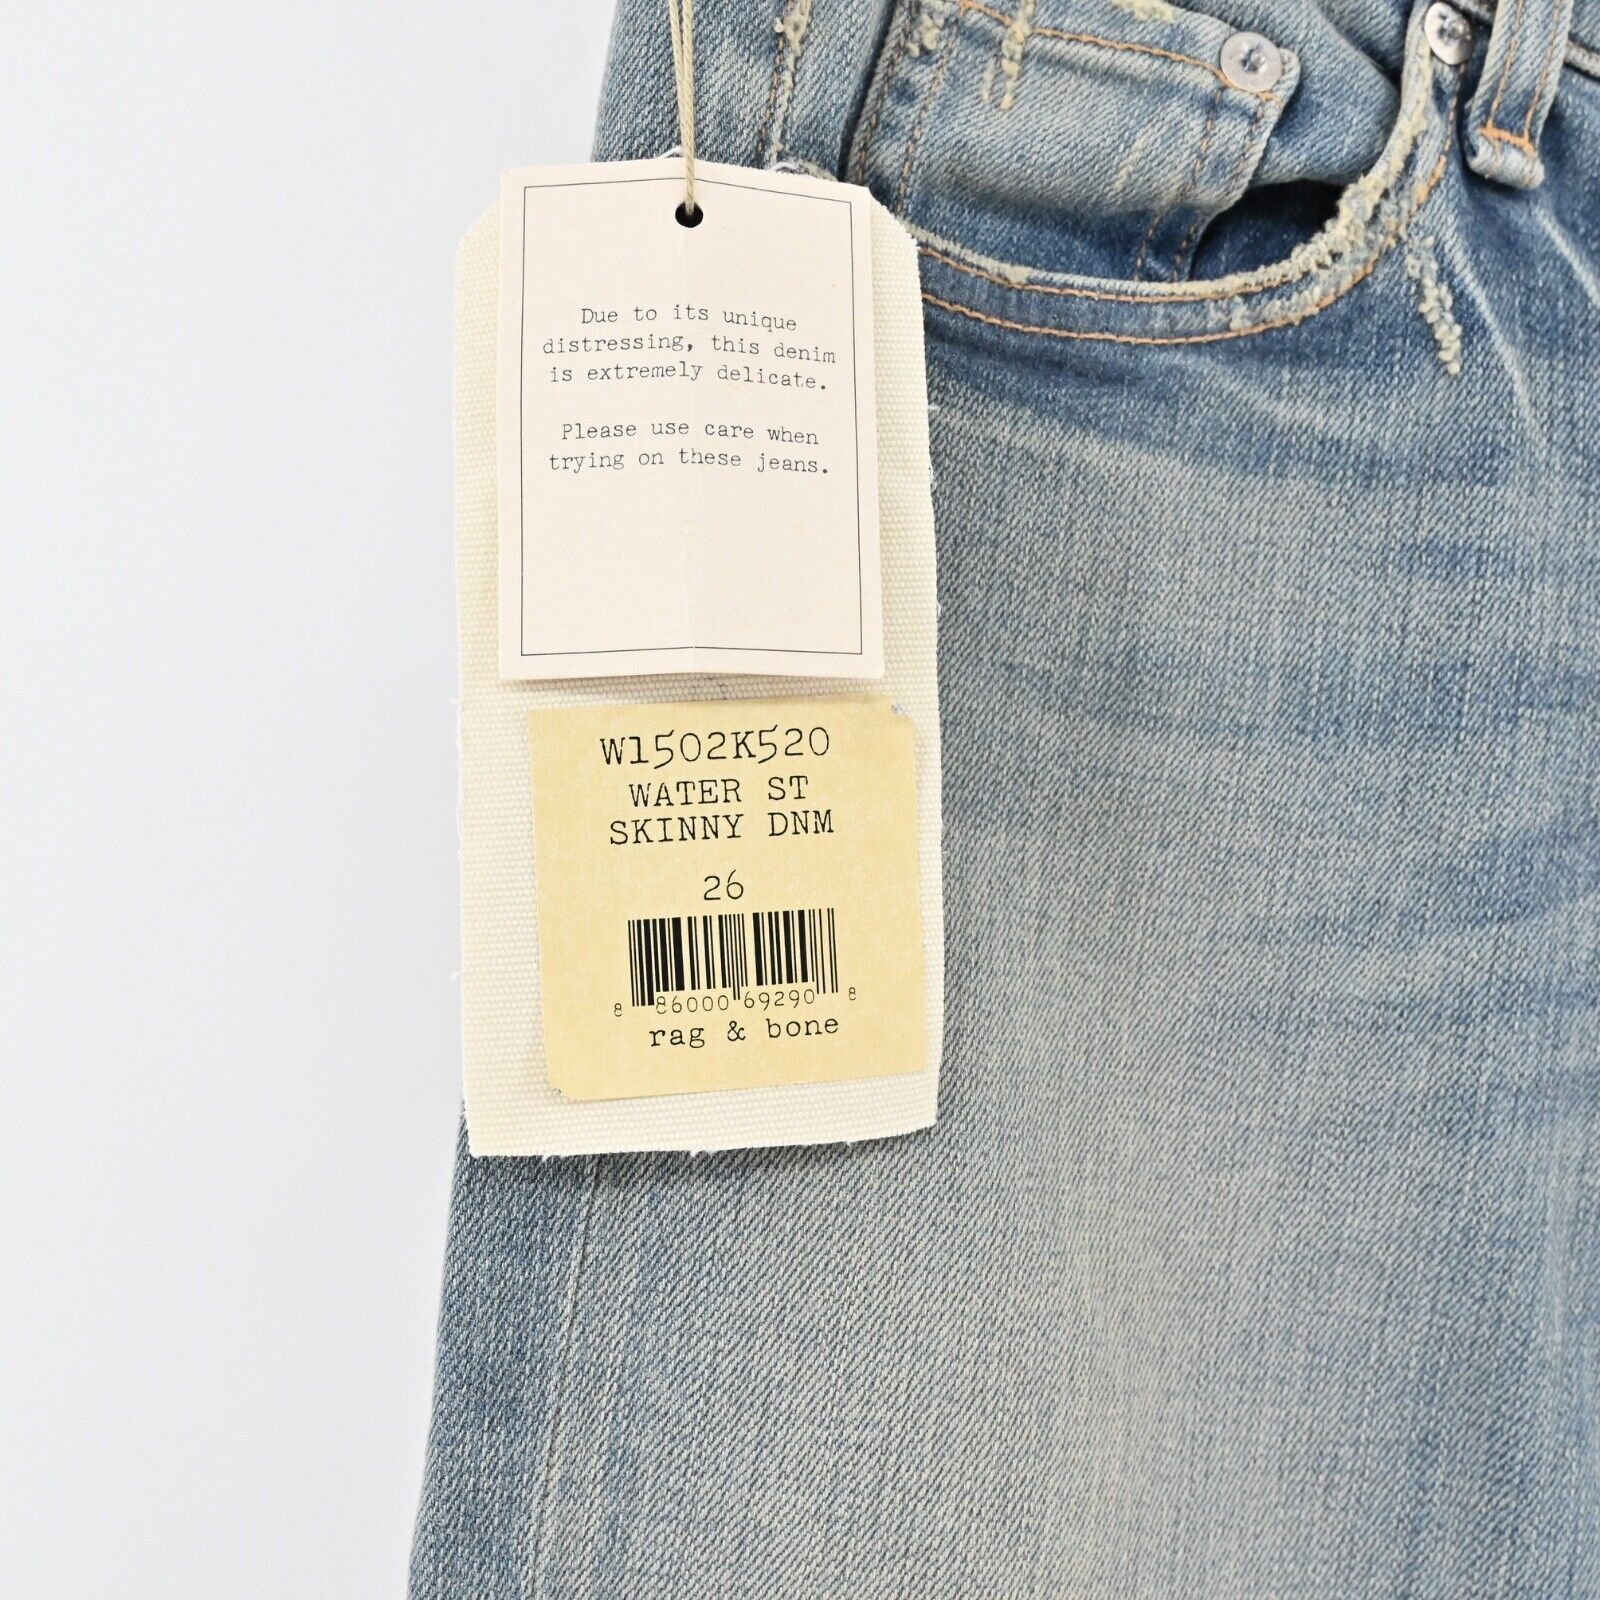 Due to its unique
distressing, this denim
is extremely delicate.
Please use care when
trying on these jeans.
W1502K520
WATER ST
SKINNY DNM
26
8 86000 69290 8
rag & bone